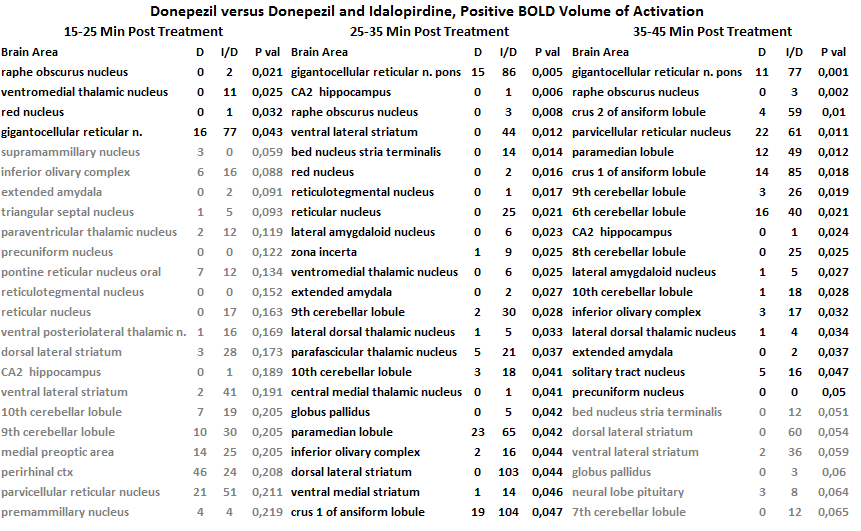 Donepezil versus Donepezil and Idalopirdine, Positive BOLD Volume of Activation
15-25 Min Post Treatment 25-35 Min Post Treatment 35-45 Min Post Treatment
Brain Area D I/D P val Brain Area D I/D P val Brain Area D I/D P val
raphe obscurus nucleus 0 2 0,021 gigantocellular reticular n. pons 15 86 0,005 gigantocellular reticular n. pons 11 77 0,001
ventromedial thalamic nucleus 0 11 0,025 CA2 hippocampus 0 1 0,006 raphe obscurus nucleus 0 3 0,002
red nucleus 0 1 0,032 raphe obscurus nucleus 0 3 0,008 crus 2 of ansiform lobule 4 59 0,01
gigantocellular reticular n. 16 77 0,043 ventral lateral striatum 0 44 0,012 parvicellular reticular nucleus 22 61 0,011
supramammillary nucleus 3 0 0,059 bed nucleus stria terminalis 0 14 0,014 paramedian lobule 12 49 0,012
inferior olivary complex 6 16 0,088 red nucleus 0 2 0,016 crus 1 of ansiform lobule 14 85 0,018
extended amydala 0 2 0,091 reticulotegmental nucleus 0 1 0,017 9th cerebellar lobule 3 26 0,019
triangular septal nucleus 1 5 0,093 reticular nucleus 0 25 0,021 6th cerebellar lobule 16 40 0,021
paraventricular thalamic nucleus 2 12 0,119 lateral amygdaloid nucleus 0 6 0,023 CA2 hippocampus 0 1 0,024
precuniform nucleus 0 0 0,122 zona incerta 1 9 0,025 8th cerebellar lobule 0 25 0,025
pontine reticular nucleus oral 7 12 0,134 ventromedial thalamic nucleus 0 6 0,025 lateral amygdaloid nucleus 1 5 0,027
reticulotegmental nucleus 0 0 0,152 extended amydala 0 2 0,027 10th cerebellar lobule 1 18 0,028
reticular nucleus 0 17 0,163 9th cerebellar lobule 2 30 0,028 inferior olivary complex 3 17 0,032
ventral posteriolateral thalamic n. 1 16 0,169 lateral dorsal thalamic nucleus 1 5 0,033 lateral dorsal thalamic nucleus 1 4 0,034
dorsal lateral striatum 3 28 0,173 parafascicular thalamic nucleus 5 21 0,037 extended amydala 0 2 0,037
CA2 hippocampus 0 1 0,189 10th cerebellar lobule 3 18 0,041 solitary tract nucleus 5 16 0,047
ventral lateral striatum 2 41 0,191 central medial thalamic nucleus 0 1 0,041 precuniform nucleus 0 0 0,05
10th cerebellar lobule 7 19 0,205 globus pallidus 0 5 0,042 bed nucleus stria terminalis 0 12 0,051
9th cerebellar lobule 10 30 0,205 paramedian lobule 23 65 0,042 dorsal lateral striatum 0 60 0,054
medial preoptic area 14 25 0,205 inferior olivary complex 2 16 0,044 ventral lateral striatum 2 36 0,059
perirhinal ctx 46 24 0,208 dorsal lateral striatum 0 103 0,044 globus pallidus 0 3 0,06
parvicellular reticular nucleus 21 51 0,211 ventral medial striatum 1 14 0,046 neural lobe pituitary 3 8 0,064
premammillary nucleus 4 4 0,219 crus 1 of ansiform lobule 19 104 0,047 7th cerebellar lobule 0 12 0,065